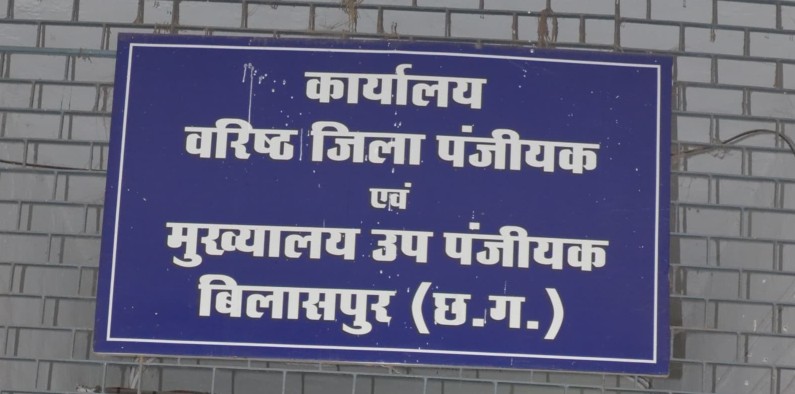 कार्यालय
वरिष्ठ जिला पंजीयक
एवं
मुख्यालय उप पंजीयक
बिलासपुर (छ.ग.)